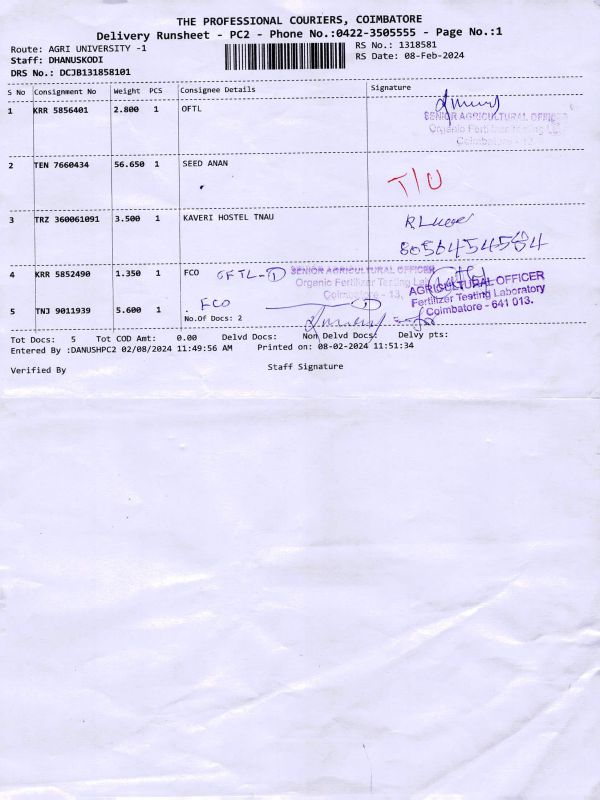 THE PROFESSIONAL COURIERS, COIMBATORE
Delivery Runsheet - PC2 - Phone No.:0422-3505555 - Page No.:1
Route: AGRI UNIVERSITY -1
RS No.: 1318581
Staff: DHANUSKODI
RS Date: 08-Feb-2024
DRS No.: DCJB131858101
S No Consignment No Weight PCS Consignee Details Signature
1 KRR 5856401 2.800 1 OFTL
SENIOR AGRICULTURAL OFFICER
Organic Fertilizer Testing
Coimbatore - 13,
2 TEN 7660434 56.650 1 SEED ANAN
T/U
3 TRZ 360061091 3.500 1 KAVERI HOSTEL TNAU
4 KRR 5852490 1.350 1 FCO OFTL-1
SENIOR AGRICULTURAL OFFICER
Organic Fertilizer Testing
Coimbatore - 13,
AGRICULTURAL OFFICER
Fertilizer Testing Laboratory
Coimbatore - 641 013.
5 TNJ 9011939 5.600 1 . FCO 1
No.Of Docs: 2
Tot Docs: 5 Tot COD Amt: 0.00 Delvd Docs: Non Delvd Docs: Delvy pts:
Entered By :DANUSHPC2 02/08/2024 11:49:56 AM Printed on: 08-02-2024 11:51:34
Verified By Staff Signature